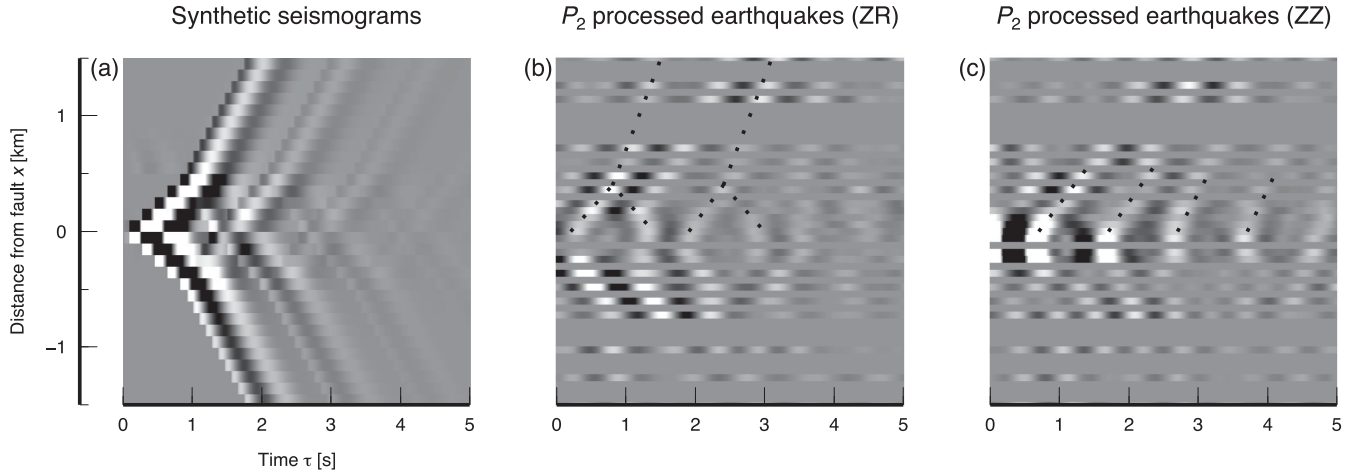 Synthetic seismograms
P2 processed earthquakes (ZR)
P2 processed earthquakes (ZZ)
(a)
(b)
(c)
Distance from fault x [km]
1
0
−1
0 1 2 3 4 5
0 1 2 3 4 5
0 1 2 3 4 5
Time τ [s]